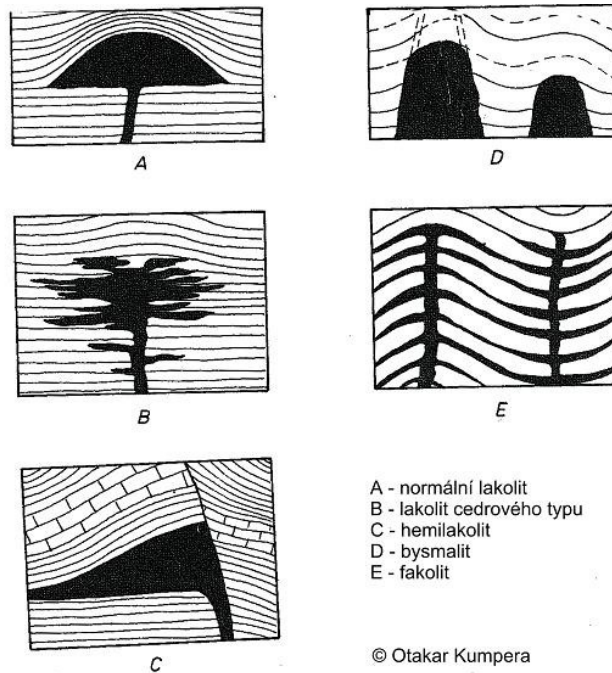 A
D
B
E
C
A - normální lakolit
B - lakolit cedrového typu
C - hemilakolit
D - bysmalit
E - fakolit
© Otakar Kumpera